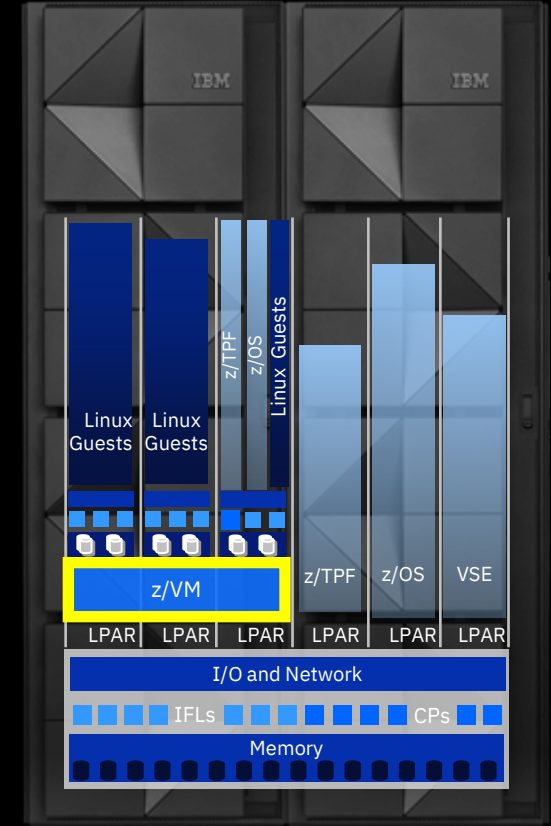 IBM
IBM
z/TPF
z/OS
Linux Guests
Linux
Guests
Linux
Guests
z/VM
z/TPF
z/OS
VSE
LPAR
LPAR
LPAR
LPAR
LPAR
LPAR
I/O and Network
IFLs
CPs
Memory